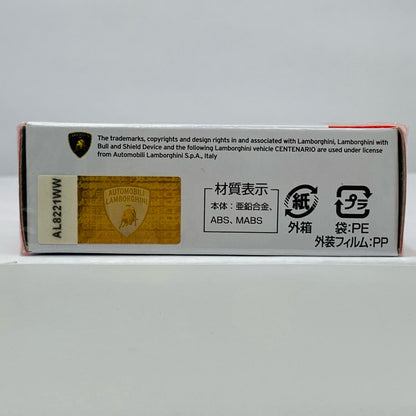 The trademarks, copyrights and design rights in and associated with Lamborghini, Lamborghini with
Bull and Shield Device and the following Lamborghini vehicle CENTENARIO are used under license
from Automobili Lamborghini S.p.A., Italy
AL8221WW
AUTOMOBILI
LAMBORGHINI
材質表示
本体：亜鉛合金、
ABS、MABS
紙
外箱
プラ
袋:PE
外装フィルム:PP